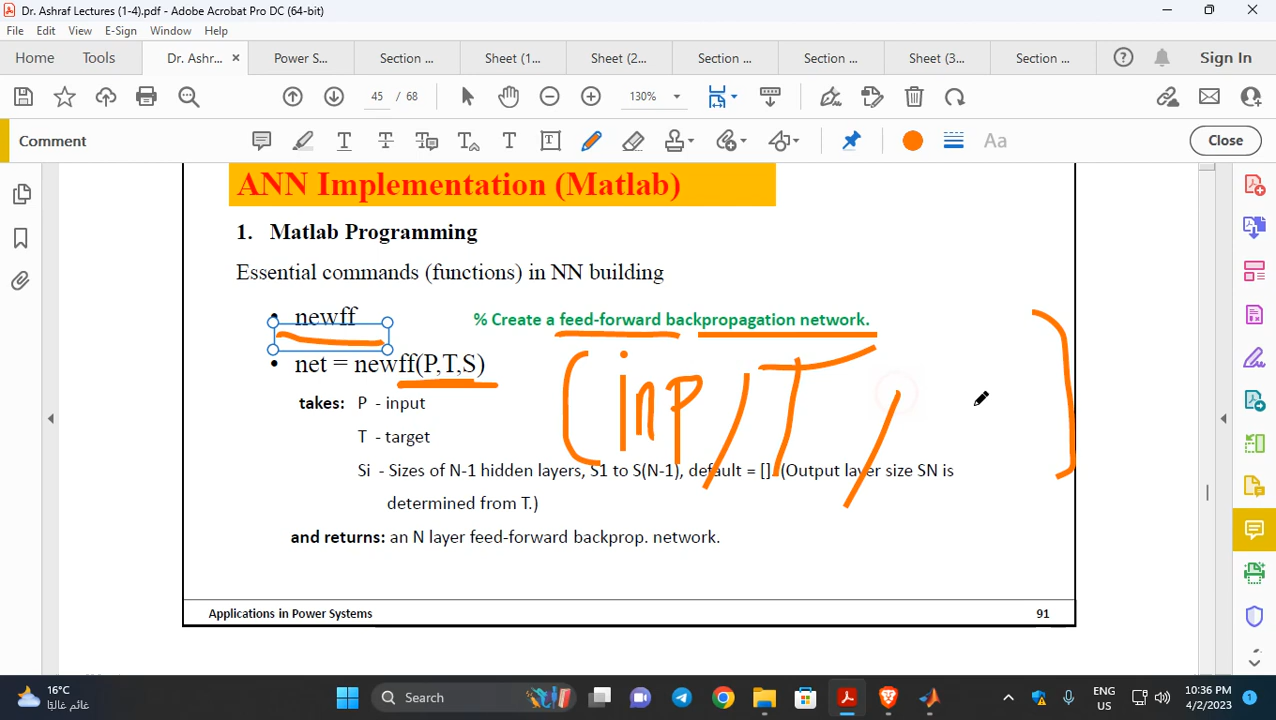 Dr. Ashraf Lectures (1-4).pdf - Adobe Acrobat Pro DC (64-bit)
File Edit View E-Sign Window Help
Home Tools Dr. Ashr... Power S... Section ... Sheet (1... Sheet (2... Section ... Section ... Sheet (3... Section ... Sign In
45 / 68 130%
Comment Aa Close
ANN Implementation (Matlab)
1. Matlab Programming
Essential commands (functions) in NN building
• newff % Create a feed-forward backpropagation network.
• net = newff(P,T,S)
(inp, T, )
takes: P - input
T - target
Si - Sizes of N-1 hidden layers, S1 to S(N-1), default = []. (Output layer size SN is
determined from T.)
and returns: an N layer feed-forward backprop. network.
Applications in Power Systems 91
16°C
غائم غالبًا
Search
ENG
US
10:36 PM
4/2/2023
1